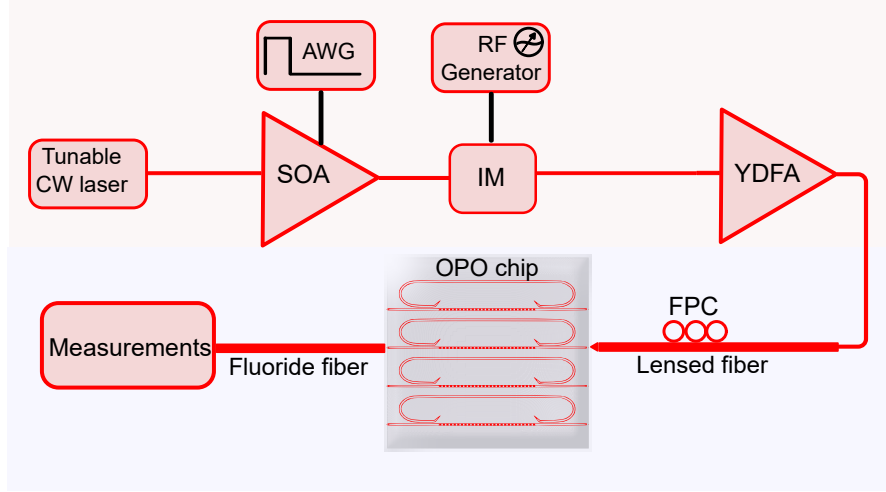 AWG
RF
Generator
Tunable
CW laser
SOA
IM
YDFA
OPO chip
FPC
Measurements
Fluoride fiber
Lensed fiber